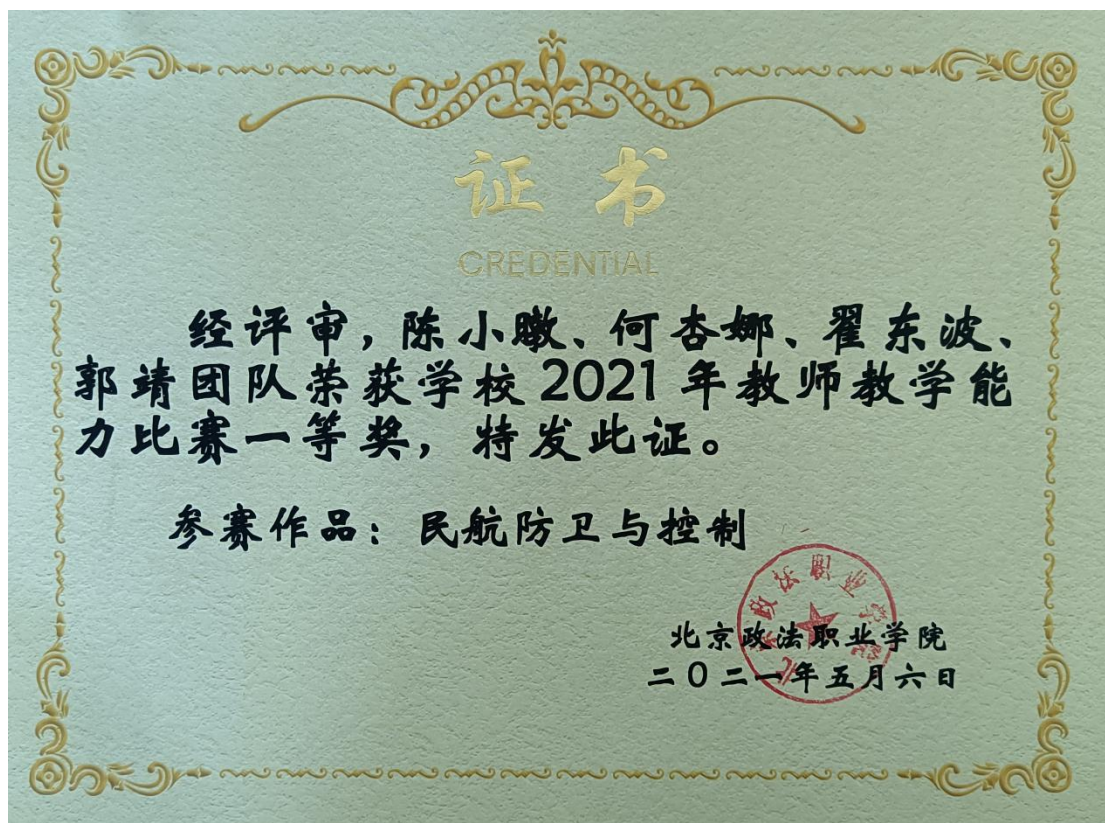 证书
CREDENTIAL
经评审，陈小暾、何杏娜、翟东波、
郭靖团队荣获学校2021年教师教学能
力比赛一等奖，特发此证。
参赛作品：民航防卫与控制
北京政法职业学院
二0二一年五月六日